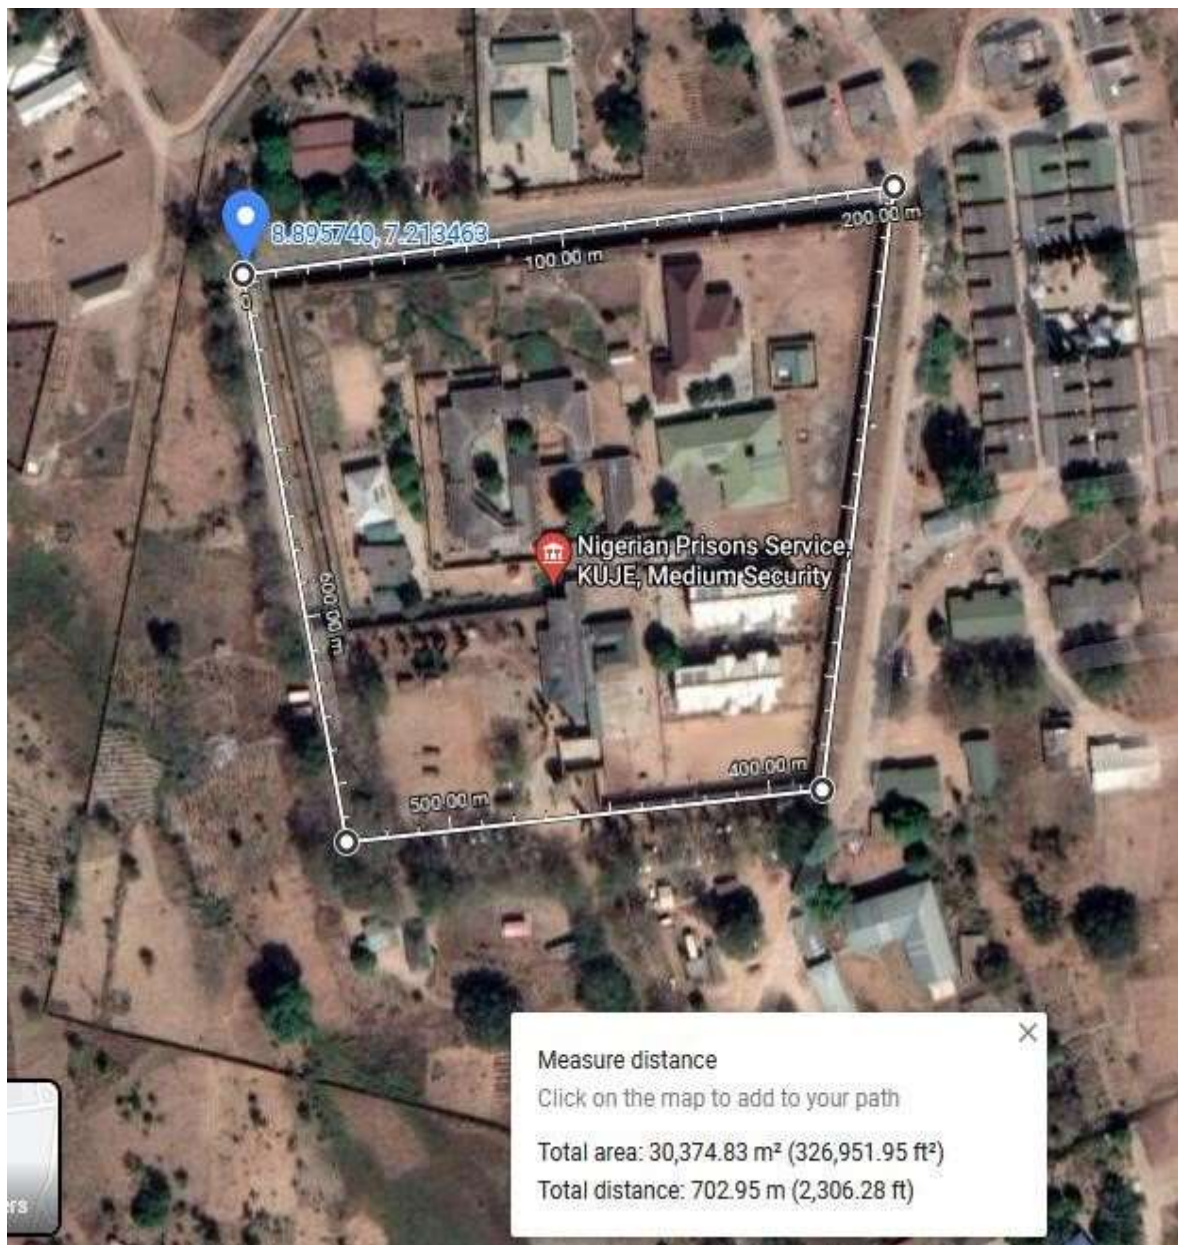 8.895740, 7.213463
0
100.00 m
200.00 m
Nigerian Prisons Service,
KUJE, Medium Security
600.00 m
400.00 m
500.00 m
Measure distance
Click on the map to add to your path
Total area: 30,374.83 m² (326,951.95 ft²)
Total distance: 702.95 m (2,306.28 ft)
ers